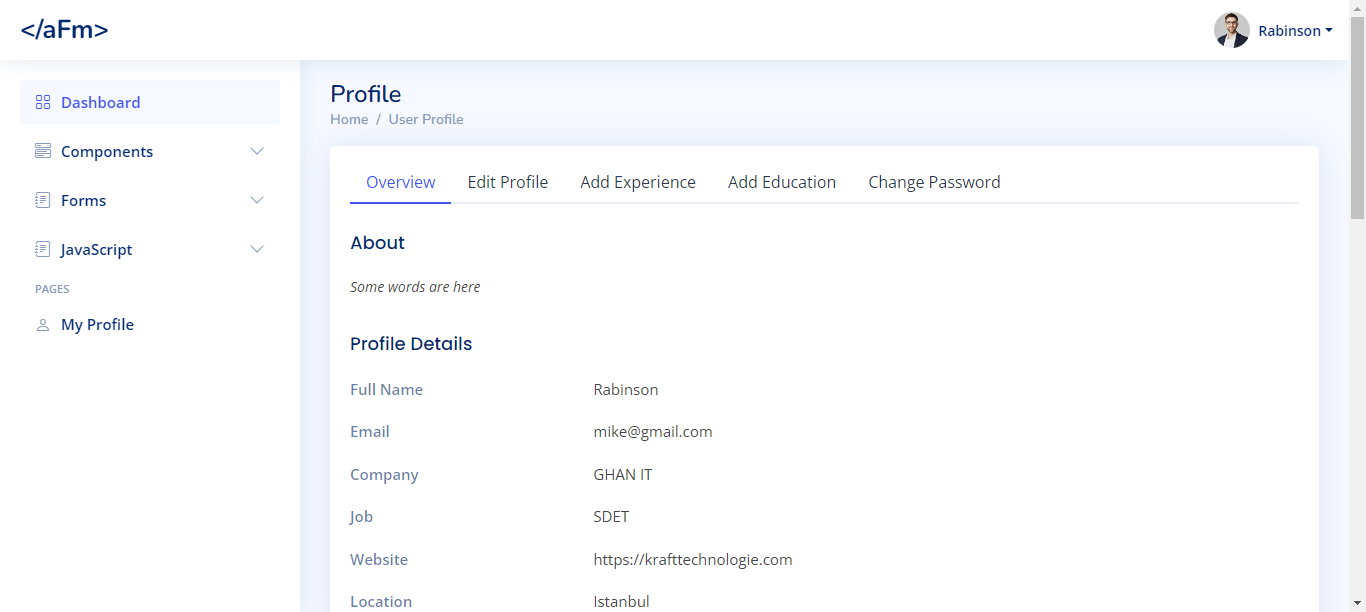 </aFm>
Rabinson
Dashboard
Components
Forms
JavaScript
PAGES
My Profile
Profile
Home / User Profile
Overview Edit Profile Add Experience Add Education Change Password
About
Some words are here
Profile Details
Full Name Rabinson
Email mike@gmail.com
Company GHAN IT
Job SDET
Website https://krafttechnologie.com
Location Istanbul